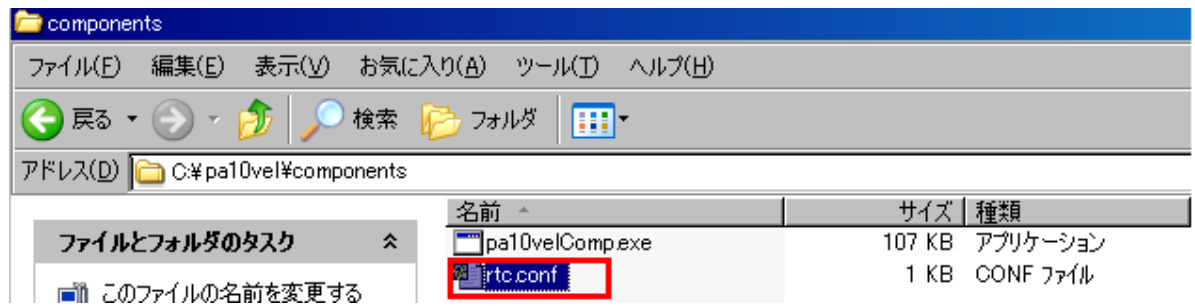 components
ファイル(F) 編集(E) 表示(V) お気に入り(A) ツール(T) ヘルプ(H)
戻る 検索 フォルダ
アドレス(D) C:¥pa10vel¥components
名前 サイズ 種類
ファイルとフォルダのタスク
pa10velComp.exe 107 KB アプリケーション
rtc.conf 1 KB CONF ファイル
このファイルの名前を変更する